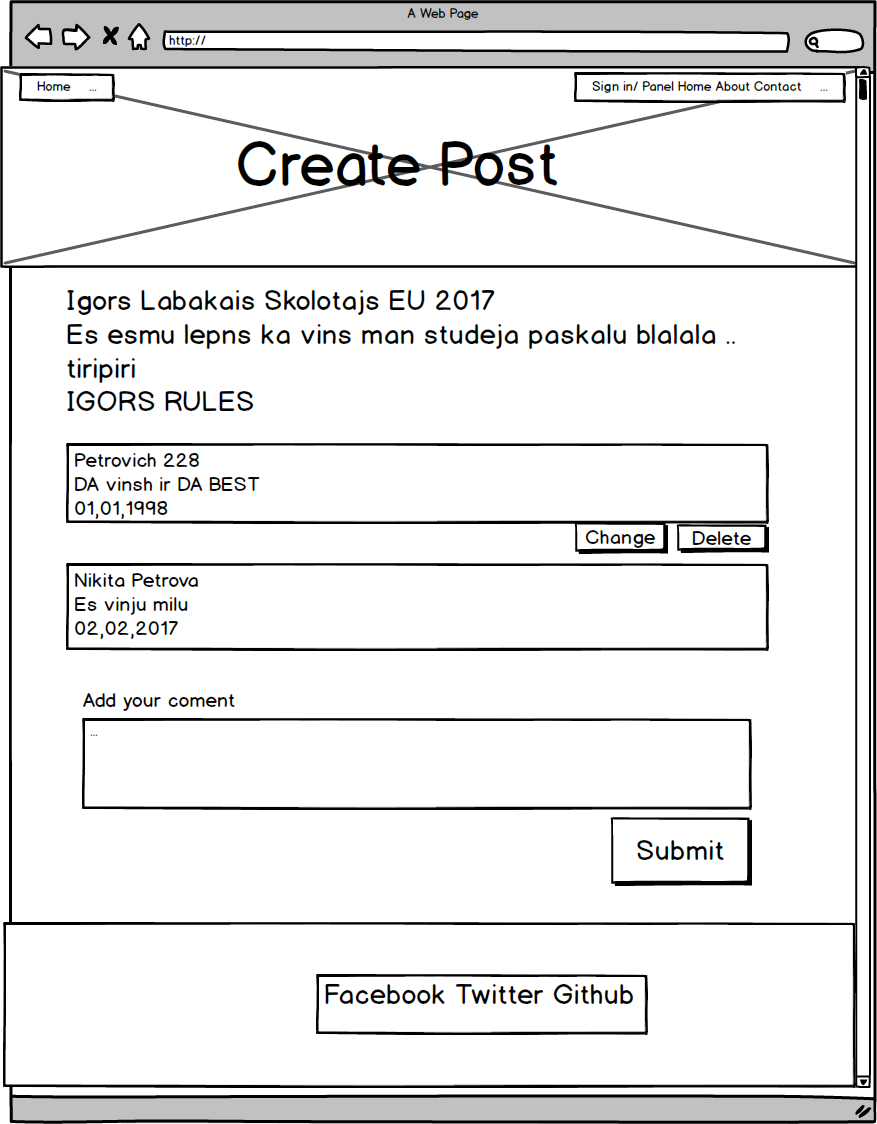 A Web Page
http://
Home ...
Sign in/ Panel Home About Contact ...
Create Post
Igors Labakais Skolotajs EU 2017
Es esmu lepns ka vins man studeja paskalu blalala ..
tiripiri
IGORS RULES
Petrovich 228
DA vinsh ir DA BEST
01,01,1998
Change Delete
Nikita Petrova
Es vinju milu
02,02,2017
Add your coment
...
Submit
Facebook Twitter Github